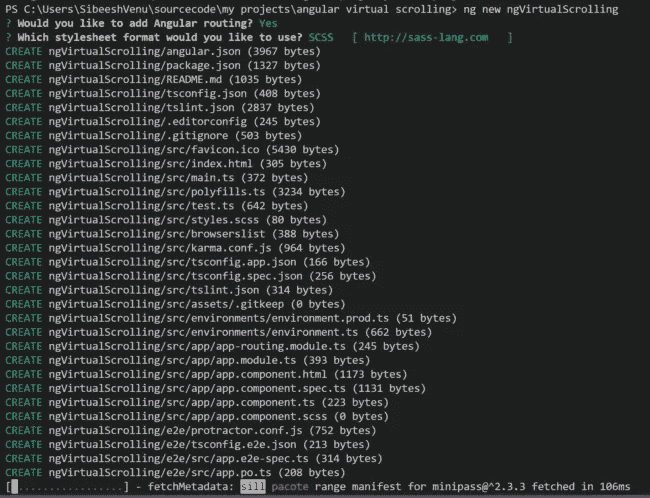 PS C:\Users\SibeeshVenu\sourcecode\my projects\angular virtual scrolling> ng new ngVirtualScrolling
? Would you like to add Angular routing? Yes
? Which stylesheet format would you like to use? SCSS   [ http://sass-lang.com   ]
CREATE ngVirtualScrolling/angular.json (3967 bytes)
CREATE ngVirtualScrolling/package.json (1327 bytes)
CREATE ngVirtualScrolling/README.md (1035 bytes)
CREATE ngVirtualScrolling/tsconfig.json (408 bytes)
CREATE ngVirtualScrolling/tslint.json (2837 bytes)
CREATE ngVirtualScrolling/.editorconfig (245 bytes)
CREATE ngVirtualScrolling/.gitignore (503 bytes)
CREATE ngVirtualScrolling/src/favicon.ico (5430 bytes)
CREATE ngVirtualScrolling/src/index.html (305 bytes)
CREATE ngVirtualScrolling/src/main.ts (372 bytes)
CREATE ngVirtualScrolling/src/polyfills.ts (3234 bytes)
CREATE ngVirtualScrolling/src/test.ts (642 bytes)
CREATE ngVirtualScrolling/src/styles.scss (80 bytes)
CREATE ngVirtualScrolling/src/browserslist (388 bytes)
CREATE ngVirtualScrolling/src/karma.conf.js (964 bytes)
CREATE ngVirtualScrolling/src/tsconfig.app.json (166 bytes)
CREATE ngVirtualScrolling/src/tsconfig.spec.json (256 bytes)
CREATE ngVirtualScrolling/src/tslint.json (314 bytes)
CREATE ngVirtualScrolling/src/assets/.gitkeep (0 bytes)
CREATE ngVirtualScrolling/src/environments/environment.prod.ts (51 bytes)
CREATE ngVirtualScrolling/src/environments/environment.ts (662 bytes)
CREATE ngVirtualScrolling/src/app/app-routing.module.ts (245 bytes)
CREATE ngVirtualScrolling/src/app/app.module.ts (393 bytes)
CREATE ngVirtualScrolling/src/app/app.component.html (1173 bytes)
CREATE ngVirtualScrolling/src/app/app.component.spec.ts (1131 bytes)
CREATE ngVirtualScrolling/src/app/app.component.ts (223 bytes)
CREATE ngVirtualScrolling/src/app/app.component.scss (0 bytes)
CREATE ngVirtualScrolling/e2e/protractor.conf.js (752 bytes)
CREATE ngVirtualScrolling/e2e/tsconfig.e2e.json (213 bytes)
CREATE ngVirtualScrolling/e2e/src/app.e2e-spec.ts (314 bytes)
CREATE ngVirtualScrolling/e2e/src/app.po.ts (208 bytes)
[ .................] - fetchMetadata: sill pacote range manifest for minipass@^2.3.3 fetched in 106ms